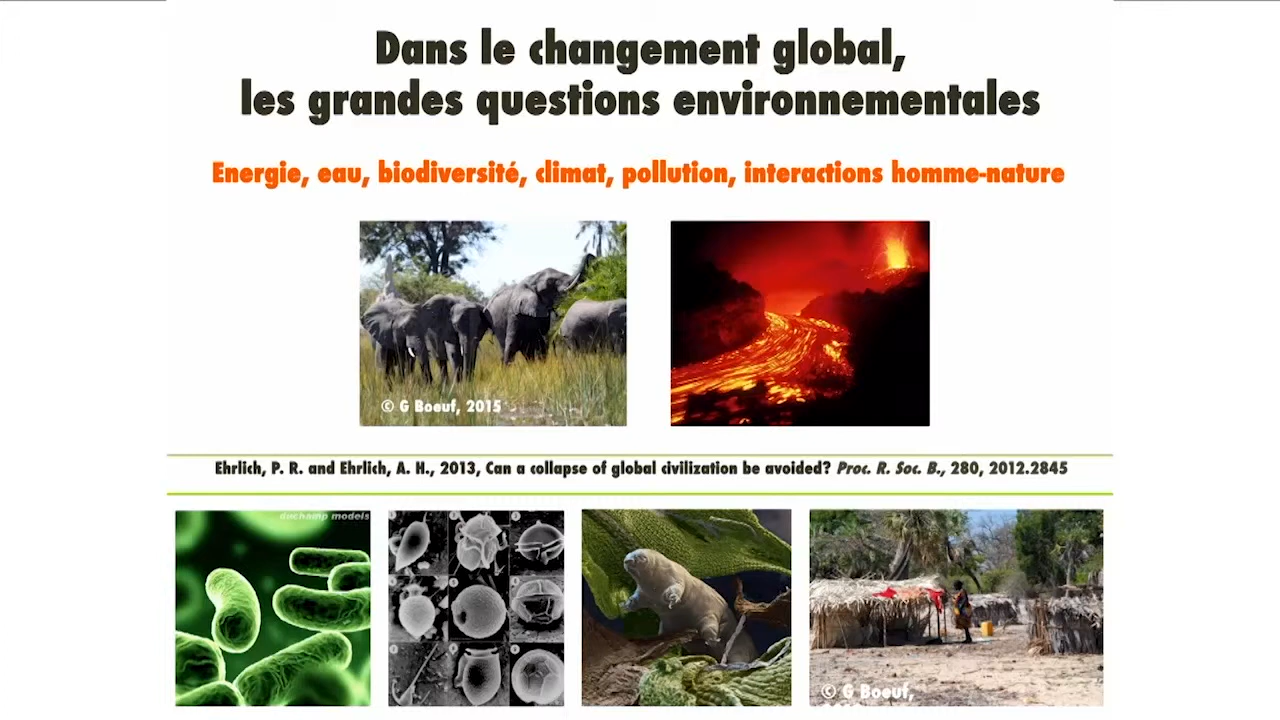 Dans le changement global,
les grandes questions environnementales
Energie, eau, biodiversité, climat, pollution, interactions homme-nature
© G Boeuf, 2015
Ehrlich, P. R. and Ehrlich, A. H., 2013, Can a collapse of global civilization be avoided? Proc. R. Soc. B., 280, 2012.2845
duchamp models
© G Boeuf,